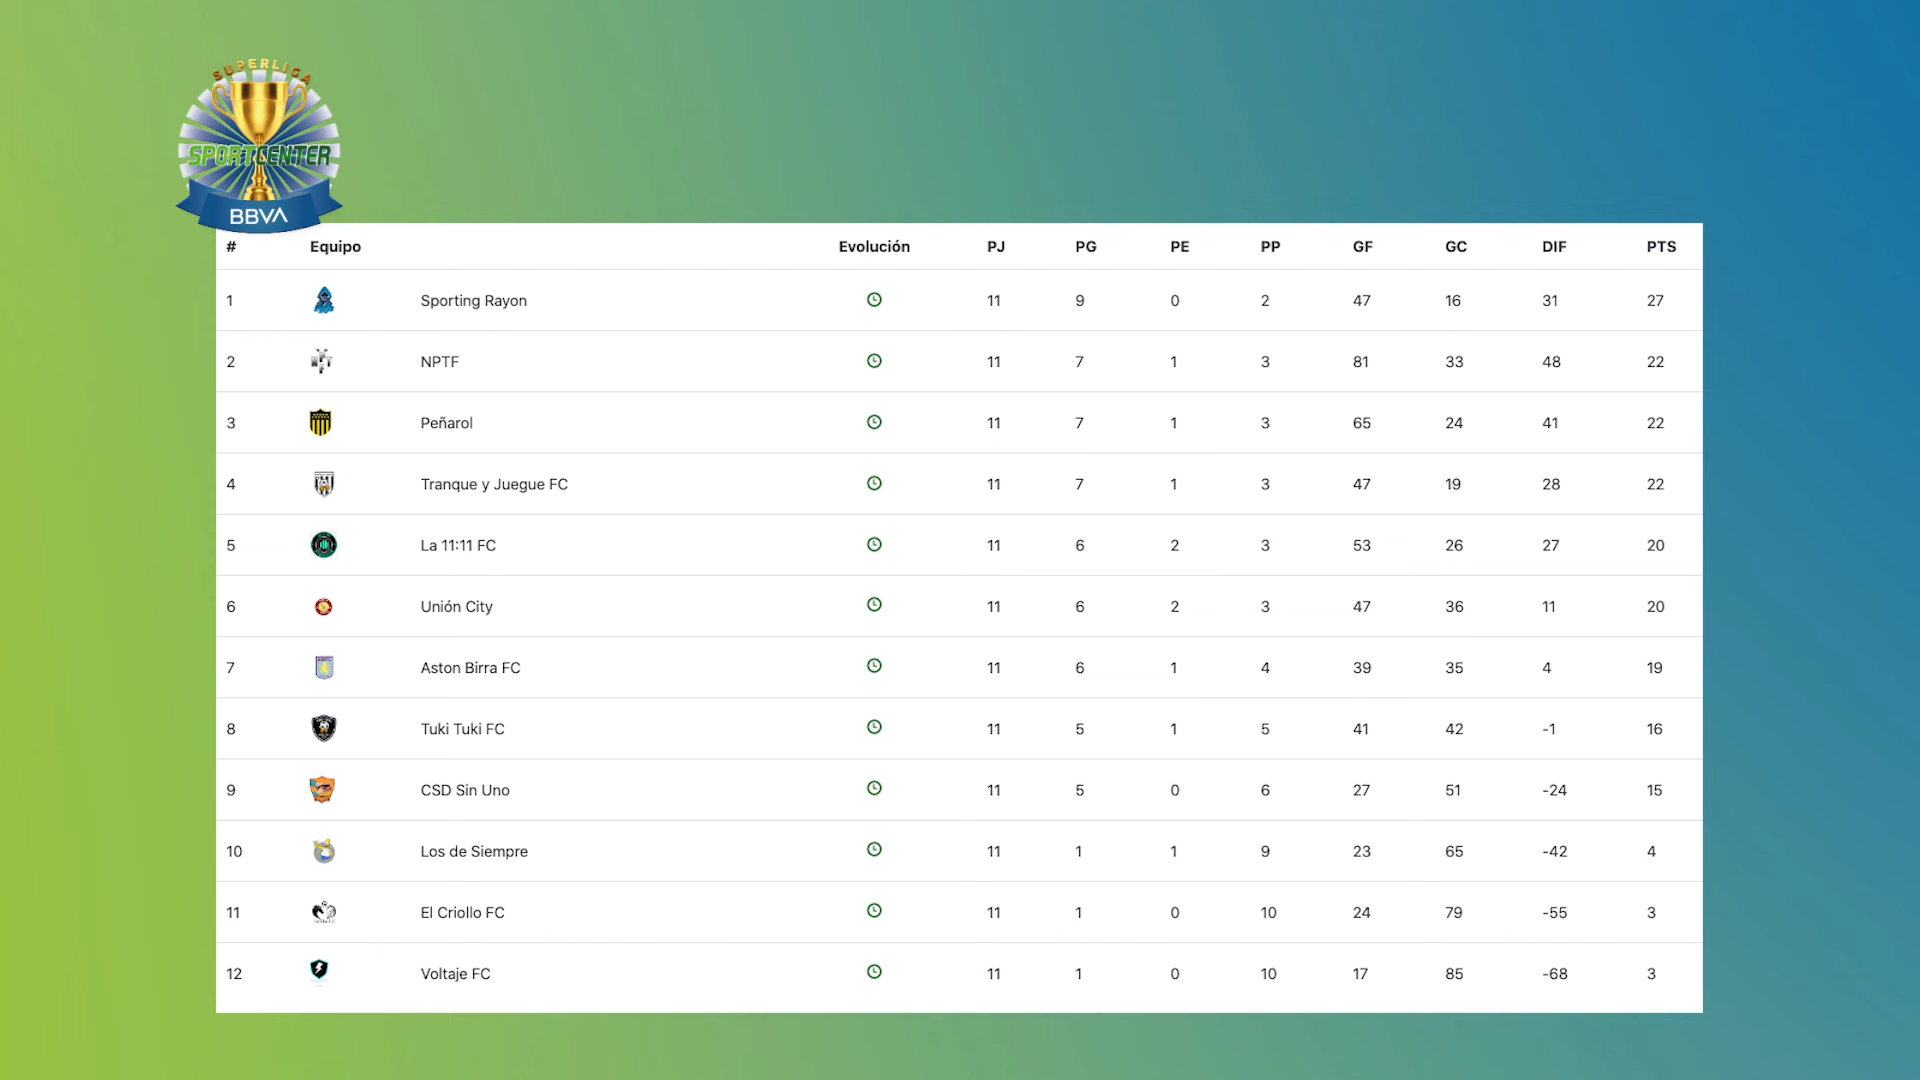 SUPERLIGA
SPORTCENTER
BBVA
# Equipo Evolución PJ PG PE PP GF GC DIF PTS
1 Sporting Rayon 11 9 0 2 47 16 31 27
2 NPTF 11 7 1 3 81 33 48 22
3 Peñarol 11 7 1 3 65 24 41 22
4 Tranque y Juegue FC 11 7 1 3 47 19 28 22
5 La 11:11 FC 11 6 2 3 53 26 27 20
6 Unión City 11 6 2 3 47 36 11 20
7 Aston Birra FC 11 6 1 4 39 35 4 19
8 Tuki Tuki FC 11 5 1 5 41 42 -1 16
9 CSD Sin Uno 11 5 0 6 27 51 -24 15
10 Los de Siempre 11 1 1 9 23 65 -42 4
11 El Criollo FC 11 1 0 10 24 79 -55 3
12 Voltaje FC 11 1 0 10 17 85 -68 3